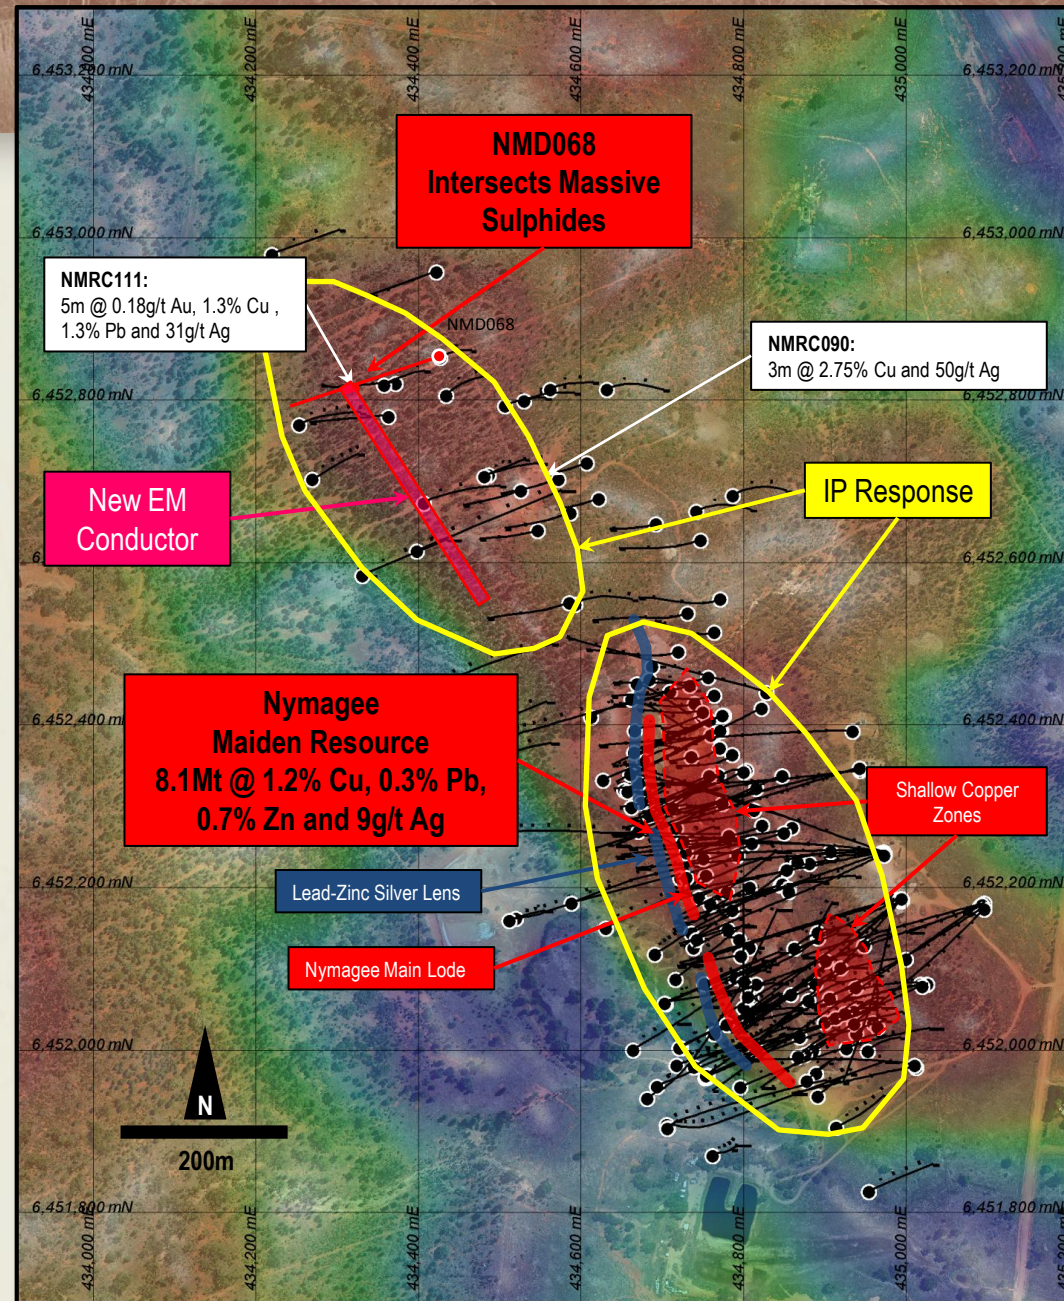 434,000 mE
434,200 mE
434,400 mE
434,600 mE
434,800 mE
435,000 mE
6,453,200 mN
6,453,200 mN
NMD068
Intersects Massive
Sulphides
6,453,000 mN
6,453,000 mN
NMRC111:
5m @ 0.18g/t Au, 1.3% Cu ,
1.3% Pb and 31g/t Ag
NMD068
NMRC090:
3m @ 2.75% Cu and 50g/t Ag
6,452,800 mN
6,452,800 mN
New EM
Conductor
IP Response
6,452,600 mN
Nymagee
Maiden Resource
8.1Mt @ 1.2% Cu, 0.3% Pb,
0.7% Zn and 9g/t Ag
6,452,400 mN
6,452,400 mN
Shallow Copper
Zones
Lead-Zinc Silver Lens
6,452,200 mN
6,452,200 mN
Nymagee Main Lode
6,452,000 mN
6,452,000 mN
N
200m
6,451,800 mN
6,451,800 mN
434,000 mE
434,200 mE
434,400 mE
434,600 mE
434,800 mE
435,000 mE